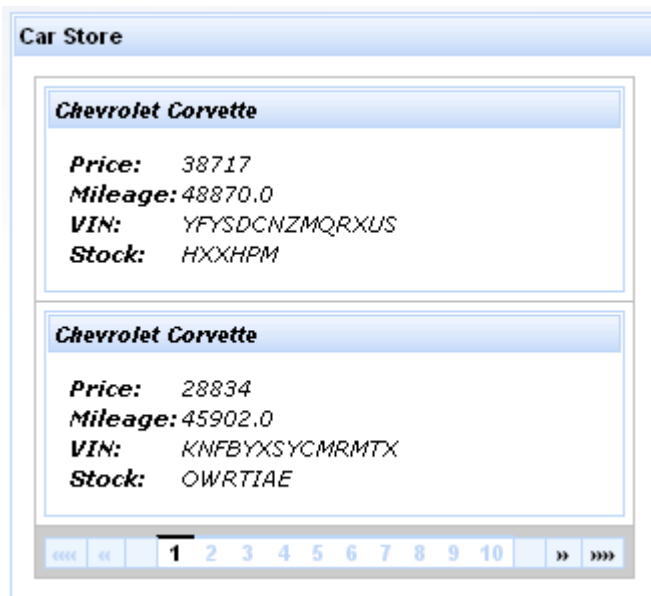 Car Store
Chevrolet Corvette
Price: 38717
Mileage: 48870.0
VIN: YFYSDCNZMQRXUS
Stock: HXXHPM
Chevrolet Corvette
Price: 28834
Mileage: 45902.0
VIN: KNFBYXSYCMRMTX
Stock: OWRTIAE
«« « 1 2 3 4 5 6 7 8 9 10 » »»